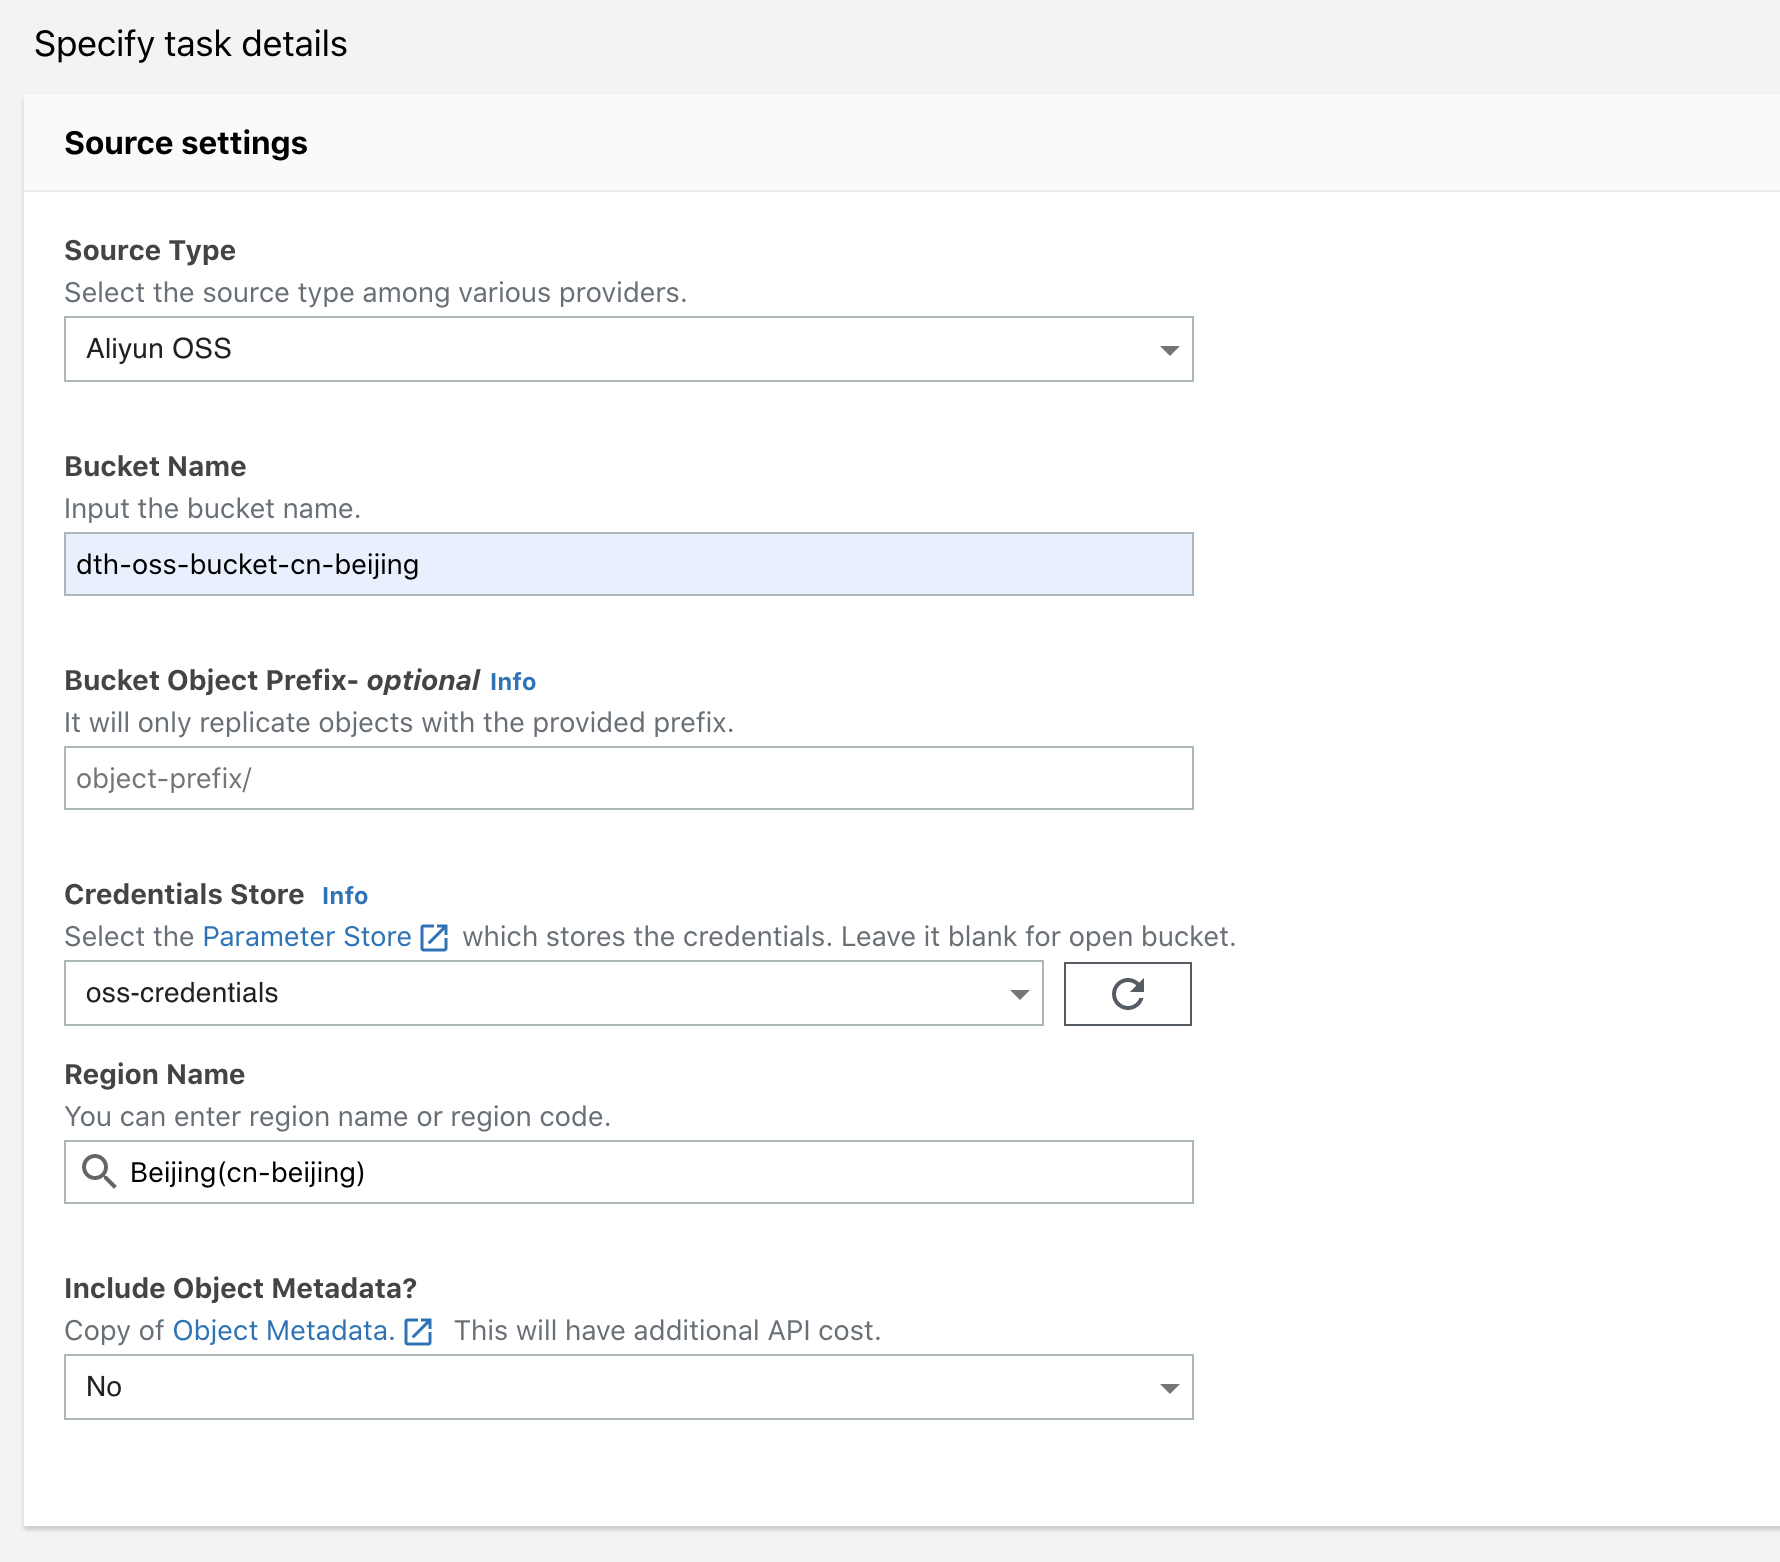 Specify task details
Source settings
Source Type
Select the source type among various providers.
Aliyun OSS
Bucket Name
Input the bucket name.
dth-oss-bucket-cn-beijing
Bucket Object Prefix- optional Info
It will only replicate objects with the provided prefix.
object-prefix/
Credentials Store Info
Select the Parameter Store which stores the credentials. Leave it blank for open bucket.
oss-credentials
Region Name
You can enter region name or region code.
Beijing(cn-beijing)
Include Object Metadata?
Copy of Object Metadata. This will have additional API cost.
No